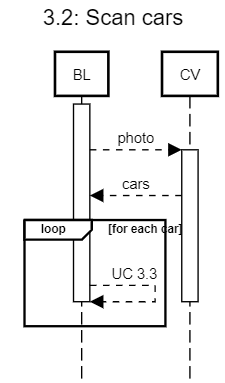 3.2: Scan cars
BL
CV
photo
cars
loop
[for each car]
UC 3.3